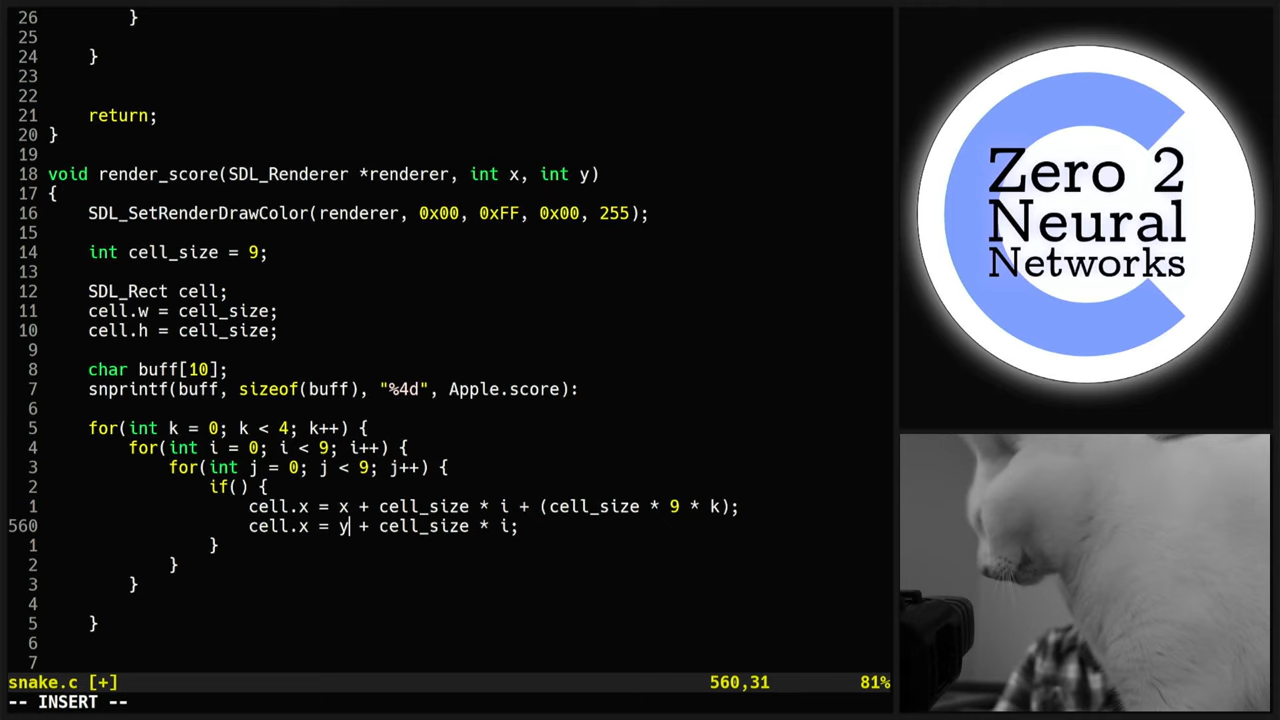 26         }
25
24     }
23
22
21     return;
20 }
19
18 void render_score(SDL_Renderer *renderer, int x, int y)
17 {
16     SDL_SetRenderDrawColor(renderer, 0x00, 0xFF, 0x00, 255);
15
14     int cell_size = 9;
13
12     SDL_Rect cell;
11     cell.w = cell_size;
10     cell.h = cell_size;
9
8     char buff[10];
7     snprintf(buff, sizeof(buff), "%4d", Apple.score):
6
5     for(int k = 0; k < 4; k++) {
4         for(int i = 0; i < 9; i++) {
3             for(int j = 0; j < 9; j++) {
2                 if() {
1                     cell.x = x + cell_size * i + (cell_size * 9 * k);
560                     cell.x = y + cell_size * i;
1                 }
2             }
3         }
4
5     }
6
7
snake.c [+] 560,31 81%
-- INSERT --
Zero 2
Neural
Networks